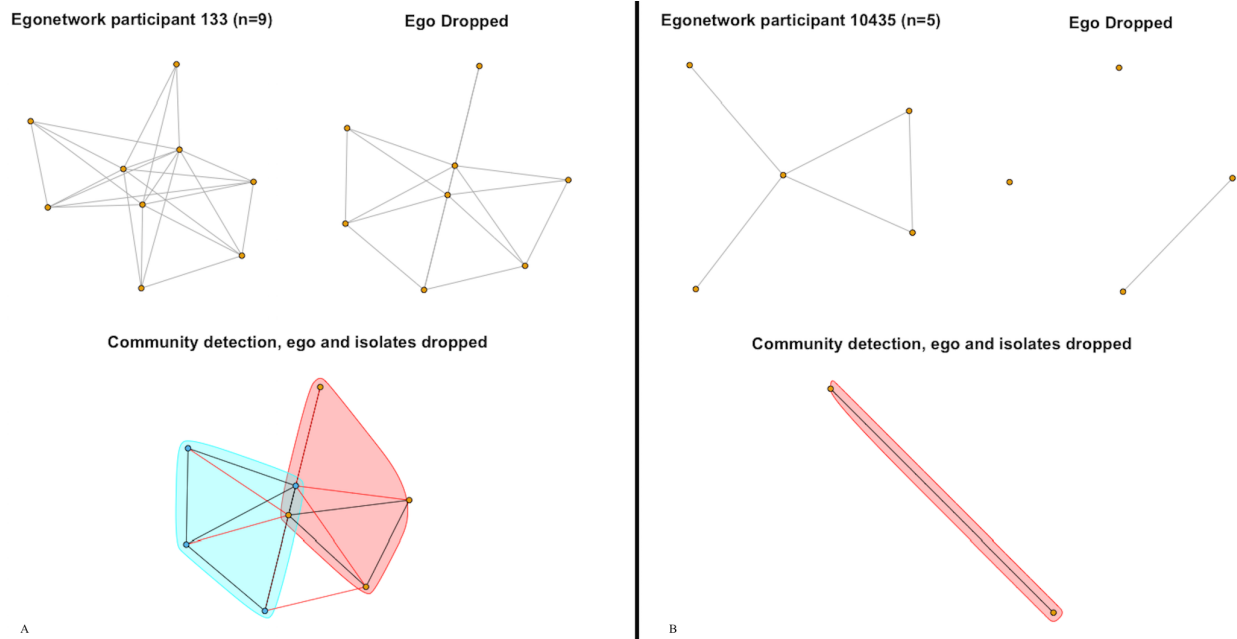 Egonetwork participant 133 (n=9)
Ego Dropped
Community detection, ego and isolates dropped
A
Egonetwork participant 10435 (n=5)
Ego Dropped
Community detection, ego and isolates dropped
B